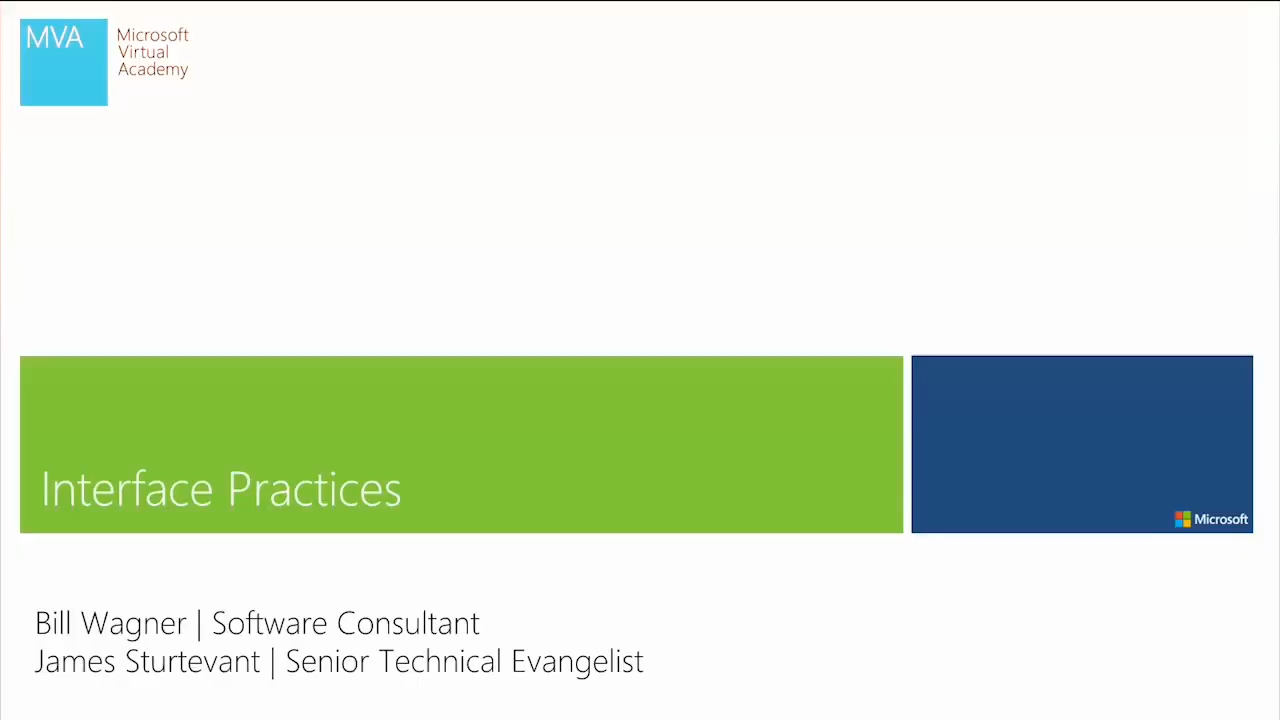 MVA
Microsoft
Virtual
Academy
Interface Practices
Microsoft
Bill Wagner | Software Consultant
James Sturtevant | Senior Technical Evangelist